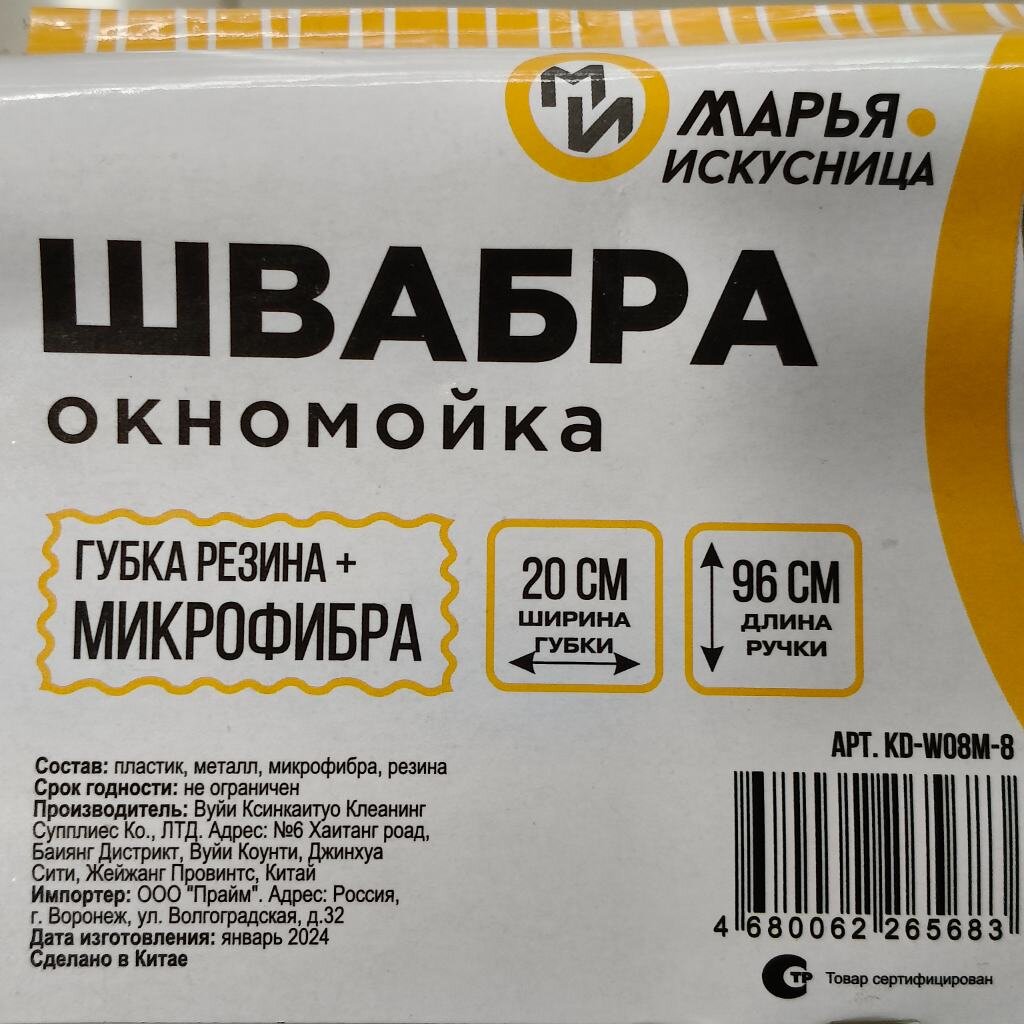 МИ
МАРЬЯ
ИСКУСНИЦА
ШВАБРА
ОКНОМОЙКА
ГУБКА РЕЗИНА +
МИКРОФИБРА
20 СМ
ШИРИНА
ГУБКИ
96 СМ
ДЛИНА
РУЧКИ
АРТ. KD-W08M-8
Состав: пластик, металл, микрофибра, резина
Срок годности: не ограничен
Производитель: Вуйи Ксинкаитуо Клеанинг
Супплиес Ко., ЛТД. Адрес: №6 Хаитанг роад,
Баиянг Дистрикт, Вуйи Коунти, Джинхуа
Сити, Жейжанг Провинтс, Китай
Импортер: ООО "Прайм". Адрес: Россия,
г. Воронеж, ул. Волгоградская, д.32
Дата изготовления: январь 2024
Сделано в Китае
4 680062 265683
СТР Товар сертифицирован